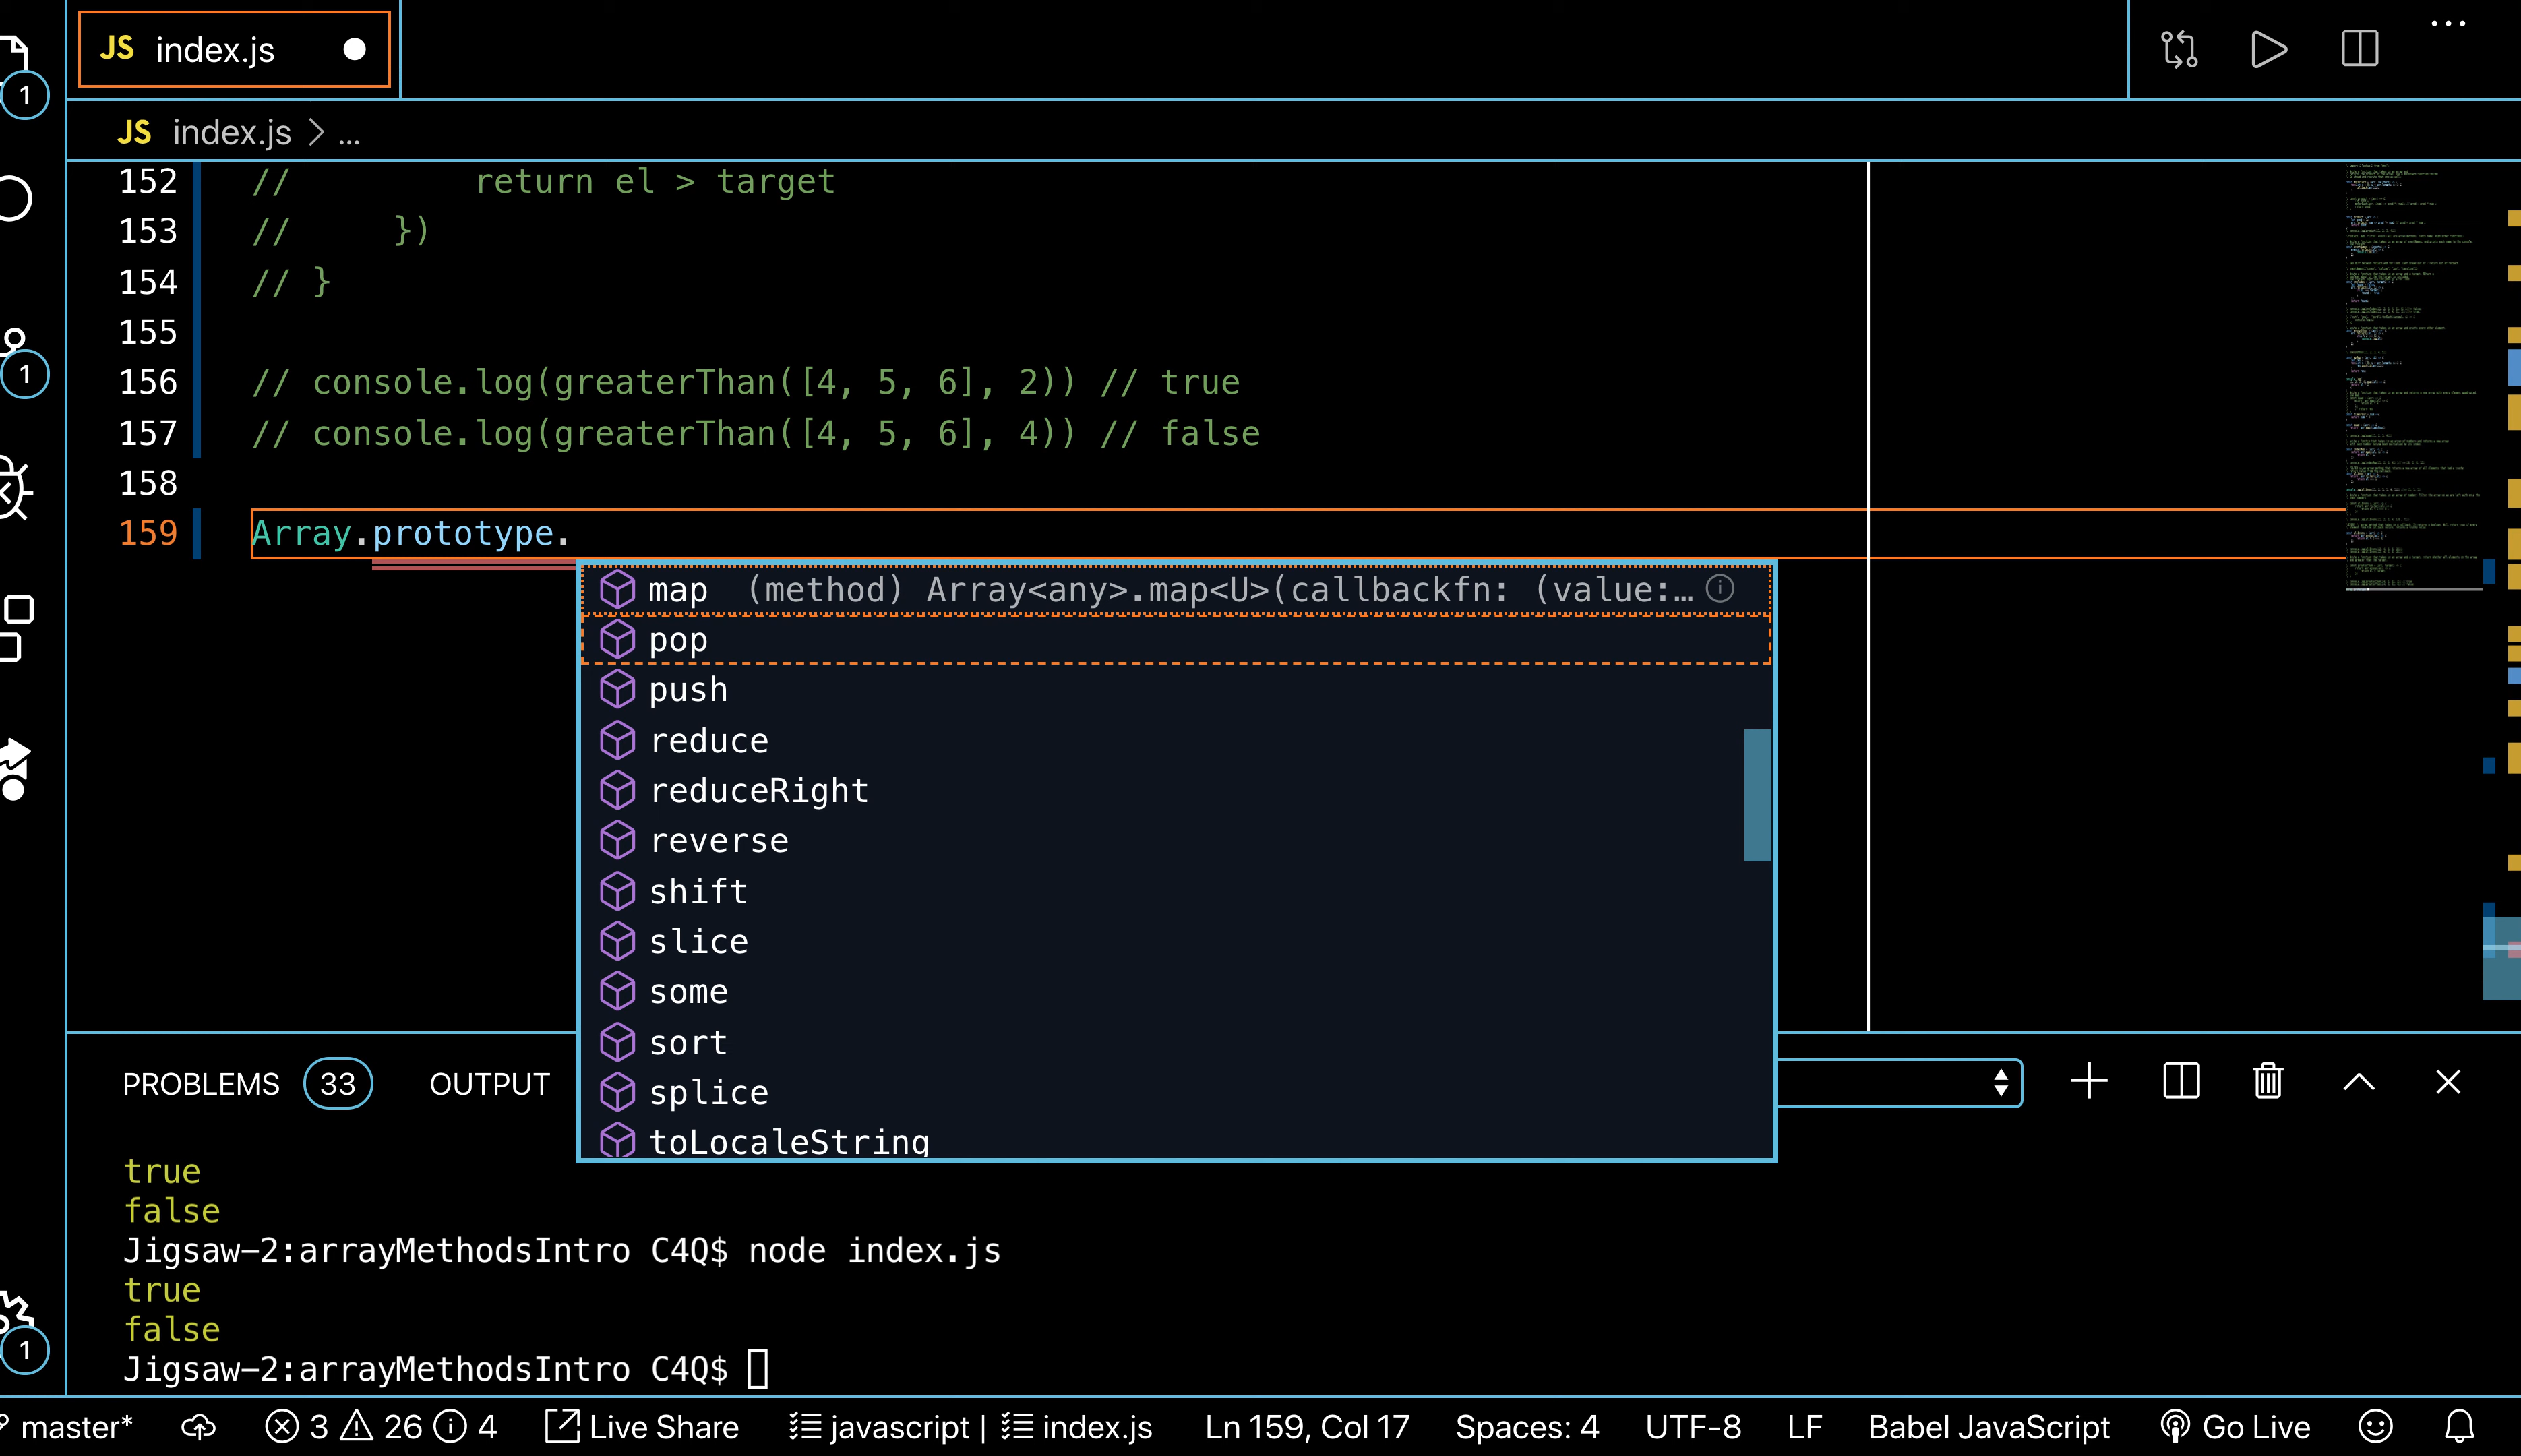 JS index.js
...
1
JS index.js > ...
152 //         return el > target
153 //     })
154 // }
155
156 // console.log(greaterThan([4, 5, 6], 2)) // true
157 // console.log(greaterThan([4, 5, 6], 4)) // false
158
159 Array.prototype.
1
map (method) Array<any>.map<U>(callbackfn: (value:…
pop
push
reduce
reduceRight
reverse
shift
slice
some
sort
splice
toLocaleString
PROBLEMS 33 OUTPUT
true
false
Jigsaw-2:arrayMethodsIntro C4Q$ node index.js
true
false
Jigsaw-2:arrayMethodsIntro C4Q$
1
master* 3 26 4 Live Share javascript | index.js Ln 159, Col 17 Spaces: 4 UTF-8 LF Babel JavaScript Go Live